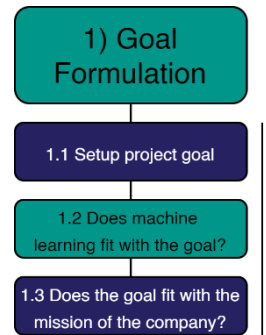 1) Goal
Formulation
1.1 Setup project goal
1.2 Does machine
learning fit with the goal?
1.3 Does the goal fit with the
mission of the company?